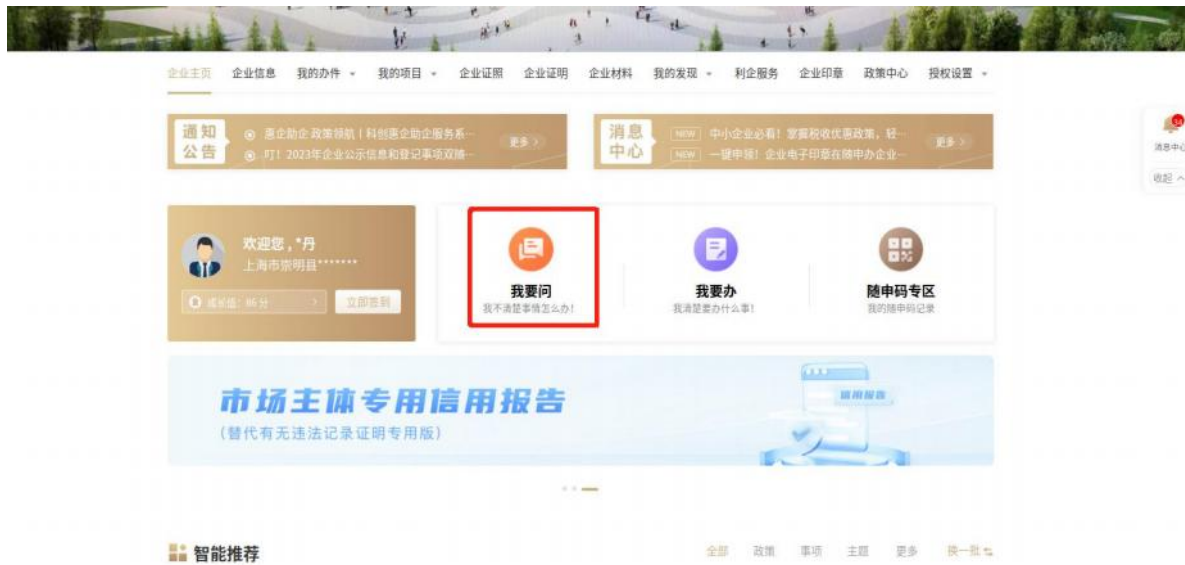 企业主页 企业信息 我的办件 我的项目 企业证照 企业证明 企业材料 我的发现 利企服务 企业印章 政策中心 授权设置
通知公告
惠企助企 政策领航丨科创惠企助企服务系…
叮！2023年企业公示信息和登记事项双随…
更多 >
消息中心
NEW 中小企业必看！掌握税收优惠政策，轻…
NEW 一键申领！企业电子印章在随申办企业…
更多 >
14
消息中心
收起
欢迎您，*丹
上海市崇明县*******
成长值：86 分 >
立即签到
我要问
我不清楚事情怎么办！
我要办
我清楚要办什么事！
随申码专区
我的随申码记录
市场主体专用信用报告
(替代有无违法记录证明专用版)
信用报告
智能推荐
全部 政策 事项 主题 更多 换一批